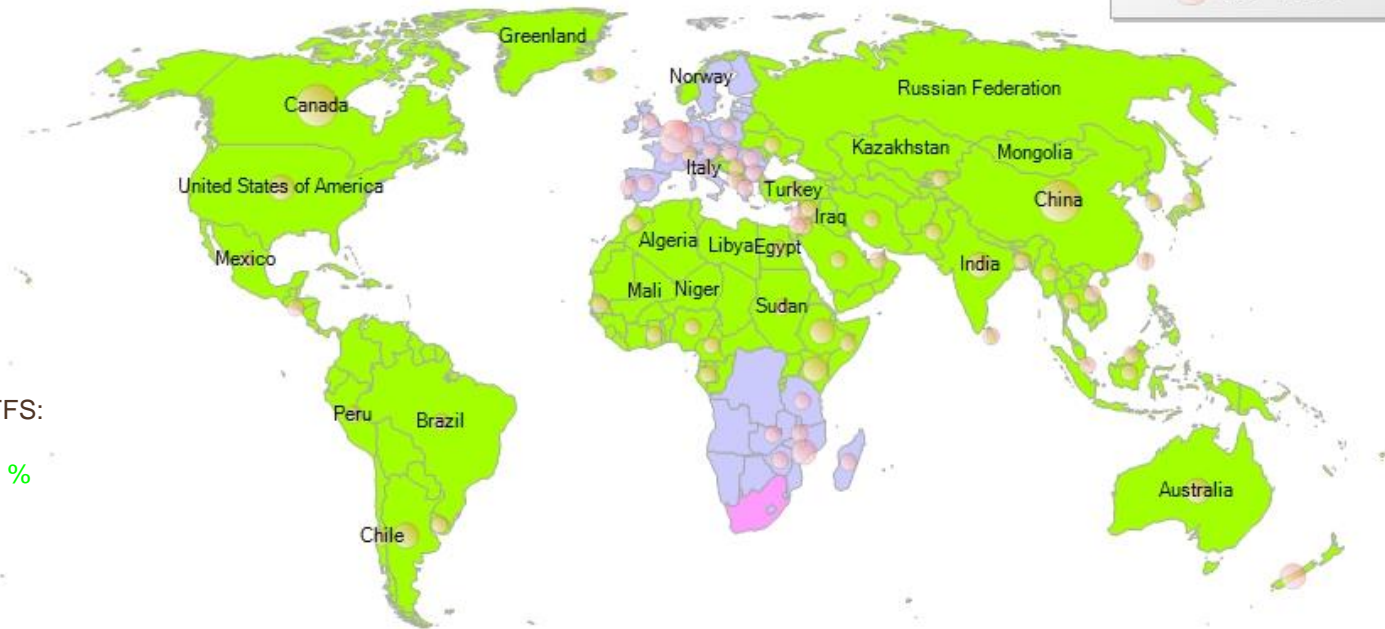 Greenland
Norway
Canada
Russian Federation
Kazakhstan
Mongolia
Italy
United States of America
Turkey
China
Iraq
Algeria
Libya
Egypt
Mexico
India
Mali
Niger
Sudan
TFS:
Peru
Brazil
%
Australia
Chile